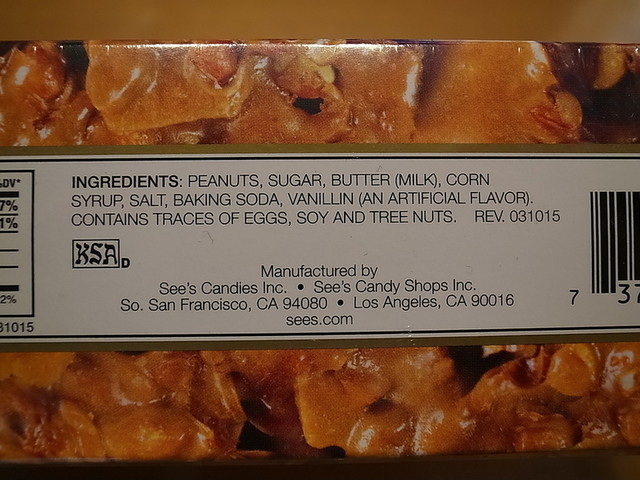 %DV*
7%
1%
2%
31015
INGREDIENTS: PEANUTS, SUGAR, BUTTER (MILK), CORN
SYRUP, SALT, BAKING SODA, VANILLIN (AN ARTIFICIAL FLAVOR).
CONTAINS TRACES OF EGGS, SOY AND TREE NUTS. REV. 031015
KSA D
Manufactured by
See's Candies Inc. • See's Candy Shops Inc.
So. San Francisco, CA 94080 • Los Angeles, CA 90016
sees.com
7 37